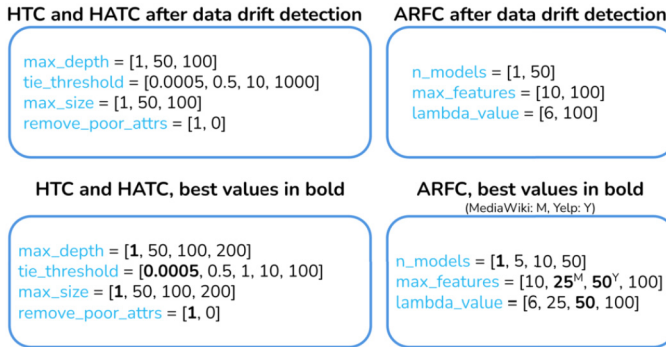 HTC and HATC after data drift detection
max_depth = [1, 50, 100]
tie_threshold = [0.0005, 0.5, 10, 1000]
max_size = [1, 50, 100]
remove_poor_attrs = [1, 0]
ARFC after data drift detection
n_models = [1, 50]
max_features = [10, 100]
lambda_value = [6, 100]
HTC and HATC, best values in bold
max_depth = [1, 50, 100, 200]
tie_threshold = [0.0005, 0.5, 1, 10, 100]
max_size = [1, 50, 100, 200]
remove_poor_attrs = [1, 0]
ARFC, best values in bold
(MediaWiki: M, Yelp: Y)
n_models = [1, 5, 10, 50]
max_features = [10, 25ᴹ, 50ʸ, 100]
lambda_value = [6, 25, 50, 100]